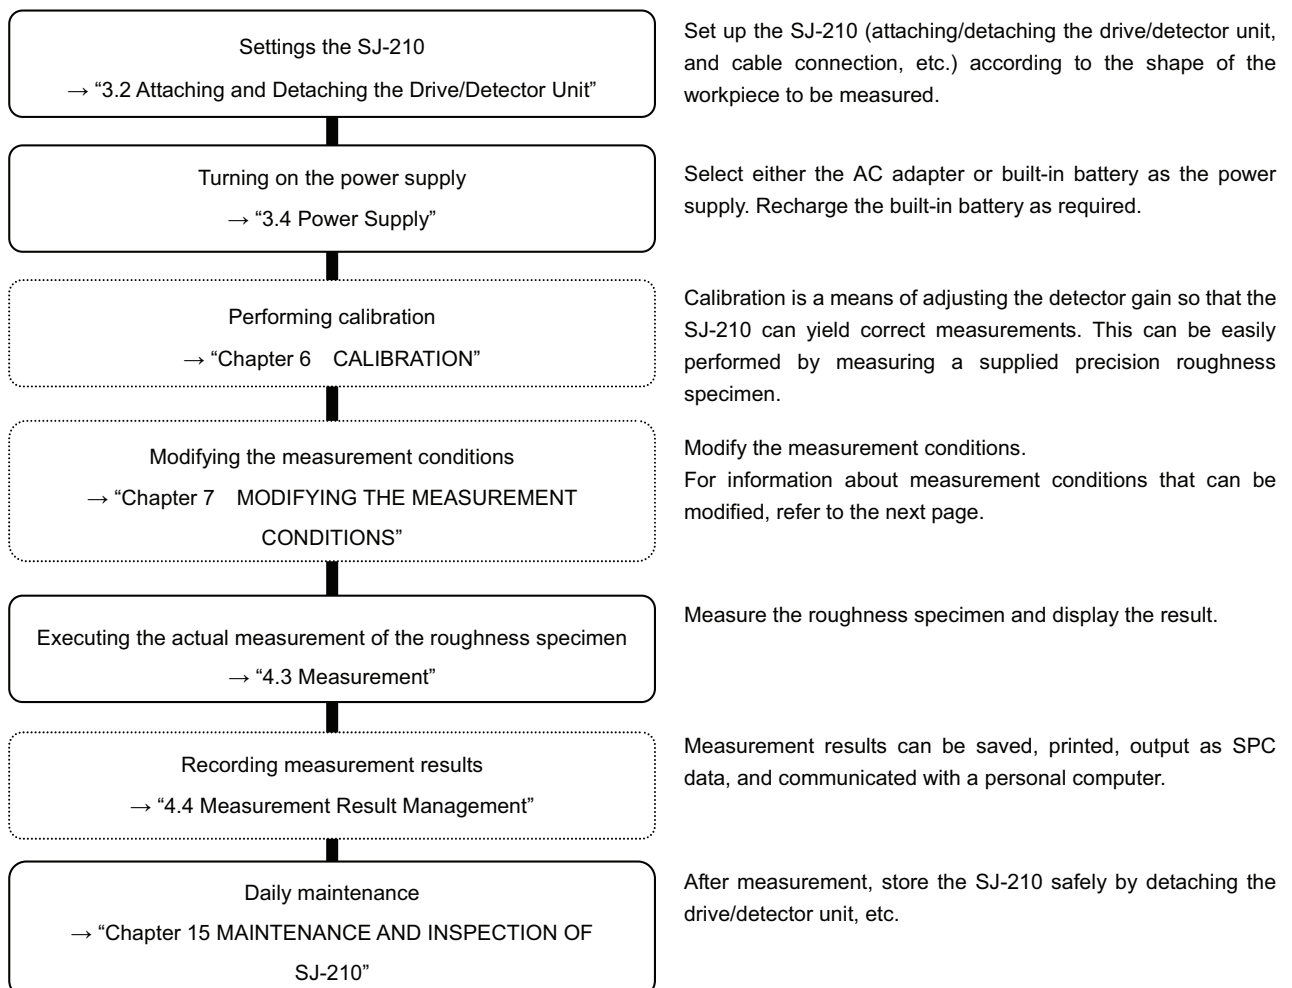 Settings the SJ-210
→ “3.2 Attaching and Detaching the Drive/Detector Unit”
Set up the SJ-210 (attaching/detaching the drive/detector unit,
and cable connection, etc.) according to the shape of the
workpiece to be measured.
Turning on the power supply
→ “3.4 Power Supply”
Select either the AC adapter or built-in battery as the power
supply. Recharge the built-in battery as required.
Performing calibration
→ “Chapter 6 CALIBRATION”
Calibration is a means of adjusting the detector gain so that the
SJ-210 can yield correct measurements. This can be easily
performed by measuring a supplied precision roughness
specimen.
Modifying the measurement conditions
→ “Chapter 7 MODIFYING THE MEASUREMENT
CONDITIONS”
Modify the measurement conditions.
For information about measurement conditions that can be
modified, refer to the next page.
Executing the actual measurement of the roughness specimen
→ “4.3 Measurement”
Measure the roughness specimen and display the result.
Recording measurement results
→ “4.4 Measurement Result Management”
Measurement results can be saved, printed, output as SPC
data, and communicated with a personal computer.
Daily maintenance
→ “Chapter 15 MAINTENANCE AND INSPECTION OF
SJ-210”
After measurement, store the SJ-210 safely by detaching the
drive/detector unit, etc.